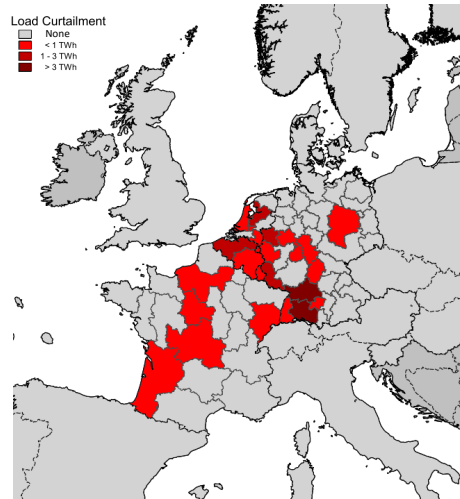 Load Curtailment
None
< 1 TWh
1 - 3 TWh
> 3 TWh